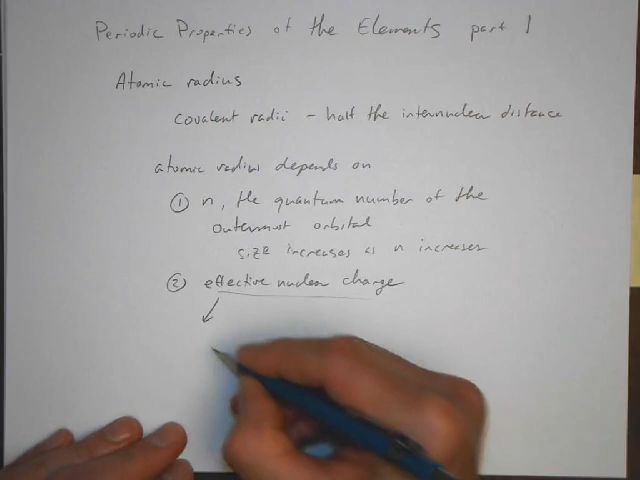 Periodic Properties of the Elements part 1
Atomic radius
covalent radii - half the internuclear distance
atomic radius depends on
① n, the quantum number of the
outermost orbital
size increases as n increases
② effective nuclear charge